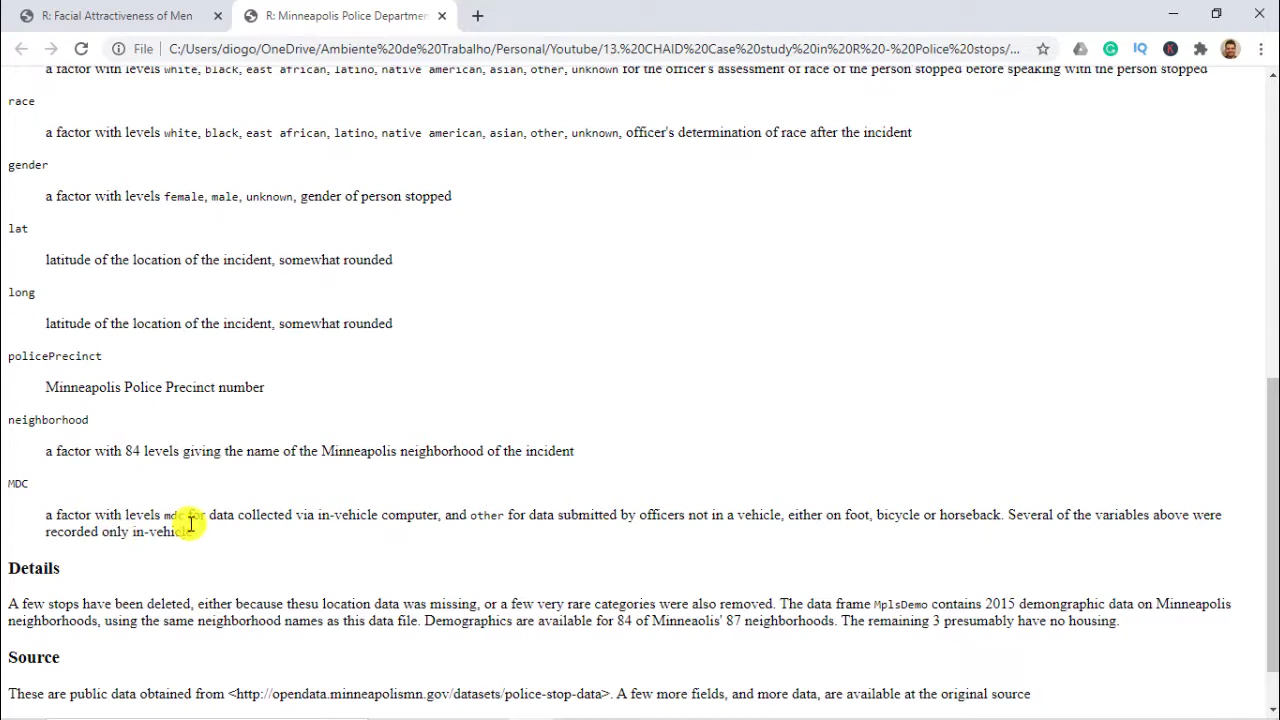 R: Facial Attractiveness of Men
R: Minneapolis Police Departmen
File
C:/Users/diogo/OneDrive/Ambiente%20de%20Trabalho/Personal/Youtube/13.%20CHAID%20Case%20study%20in%20R%20-%20Police%20stops/...
a factor with levels white, black, east african, latino, native american, asian, other, unknown for the officer's assessment of race of the person stopped before speaking with the person stopped
race
a factor with levels white, black, east african, latino, native american, asian, other, unknown, officer's determination of race after the incident
gender
a factor with levels female, male, unknown, gender of person stopped
lat
latitude of the location of the incident, somewhat rounded
long
latitude of the location of the incident, somewhat rounded
policePrecinct
Minneapolis Police Precinct number
neighborhood
a factor with 84 levels giving the name of the Minneapolis neighborhood of the incident
MDC
a factor with levels mdc for data collected via in-vehicle computer, and other for data submitted by officers not in a vehicle, either on foot, bicycle or horseback. Several of the variables above were
recorded only in-vehicle
Details
A few stops have been deleted, either because thesu location data was missing, or a few very rare categories were also removed. The data frame MplsDemo contains 2015 demongraphic data on Minneapolis
neighborhoods, using the same neighborhood names as this data file. Demographics are available for 84 of Minneaolis' 87 neighborhoods. The remaining 3 presumably have no housing.
Source
These are public data obtained from <http://opendata.minneapolismn.gov/datasets/police-stop-data>. A few more fields, and more data, are available at the original source